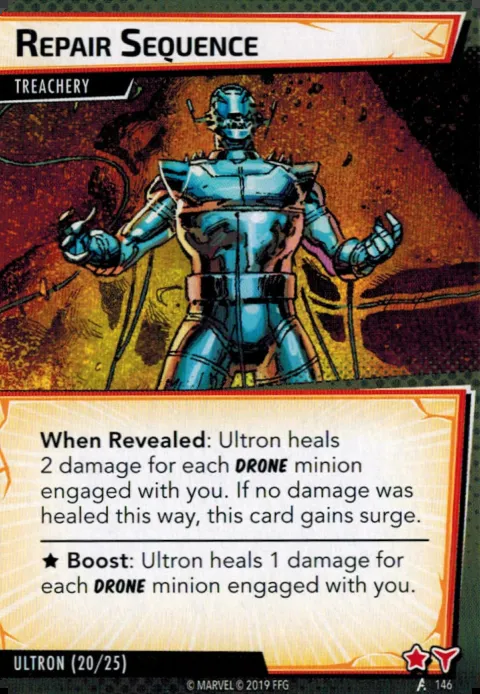 REPAIR SEQUENCE
TREACHERY
When Revealed: Ultron heals
2 damage for each DRONE minion
engaged with you. If no damage was
healed this way, this card gains surge.
★ Boost: Ultron heals 1 damage for
each DRONE minion engaged with you.
ULTRON (20/25)
© MARVEL © 2019 FFG
146